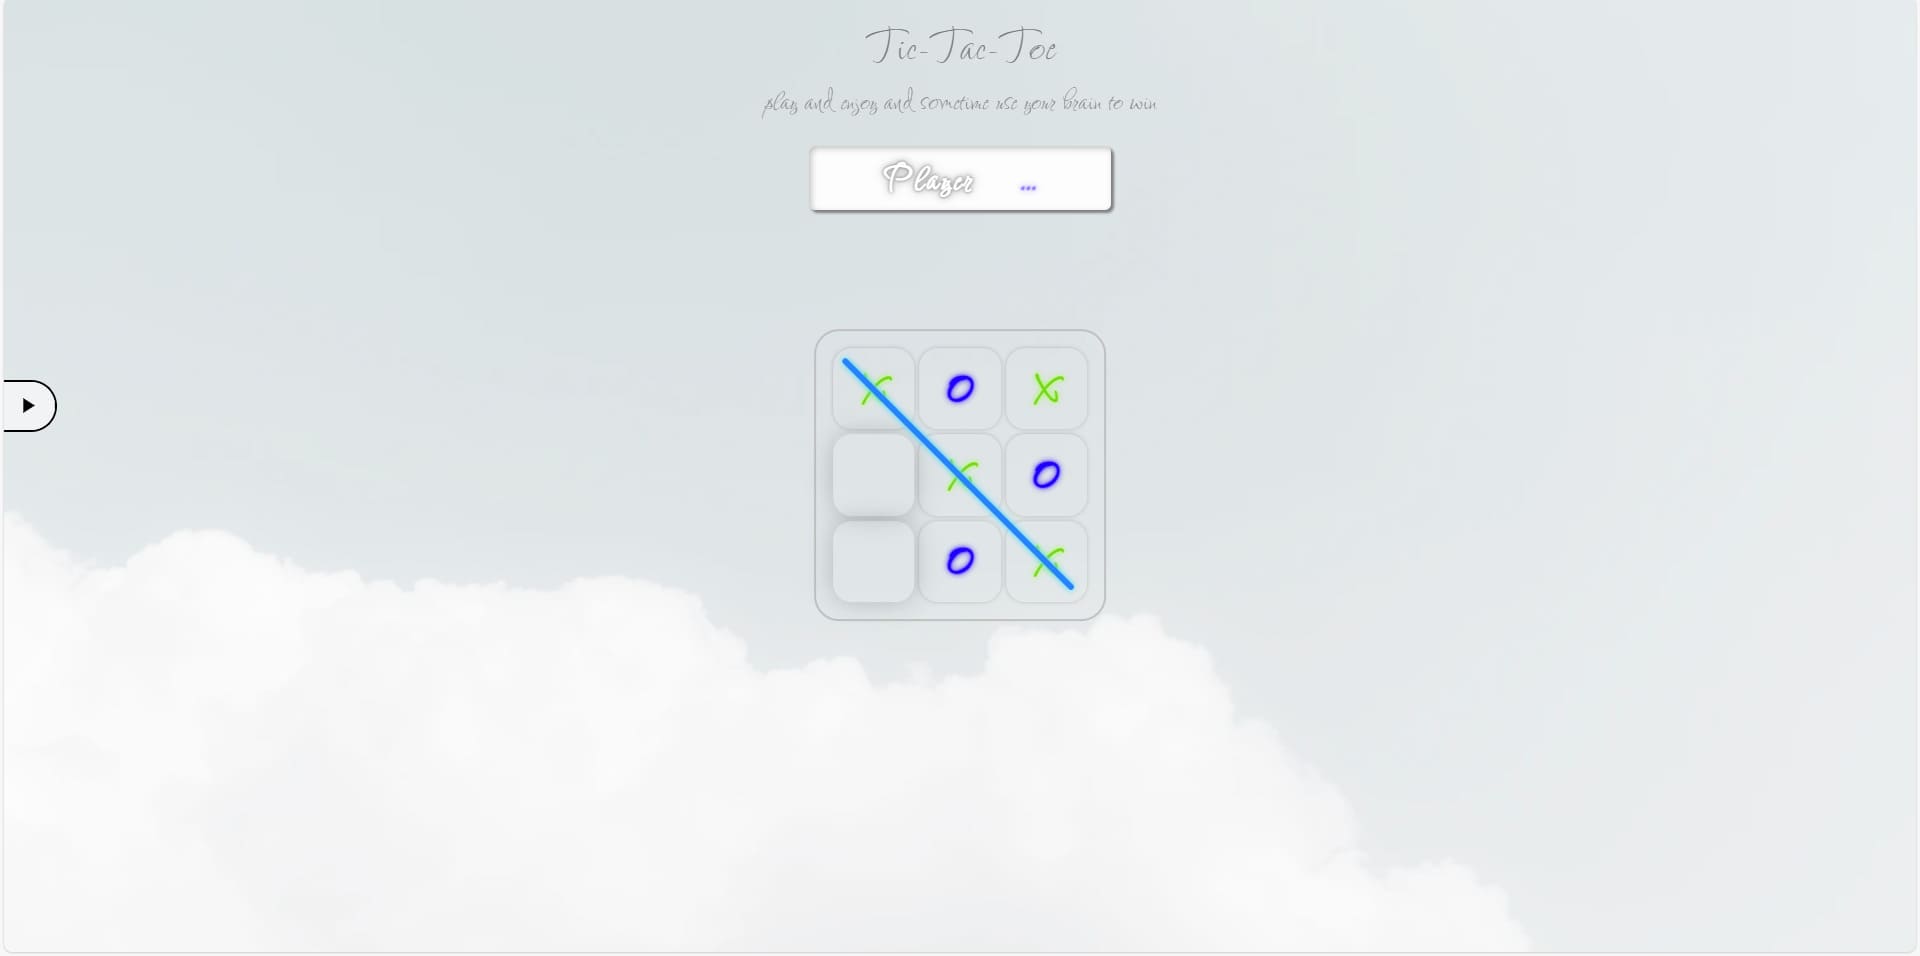 Tic-Tac-Toe
play and enjoy and sometime use your brain to win
Player ...
X O X
X O
O X